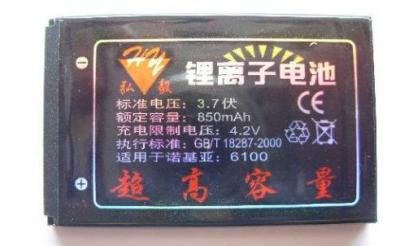 HY
弘毅
锂离子电池
标准电压: 3.7伏
额定容量: 850mAh
充电限制电压: 4.2V
执行标准: GB/T 18287-2000
适用于诺基亚: 6100
CE
超高容量
-
+